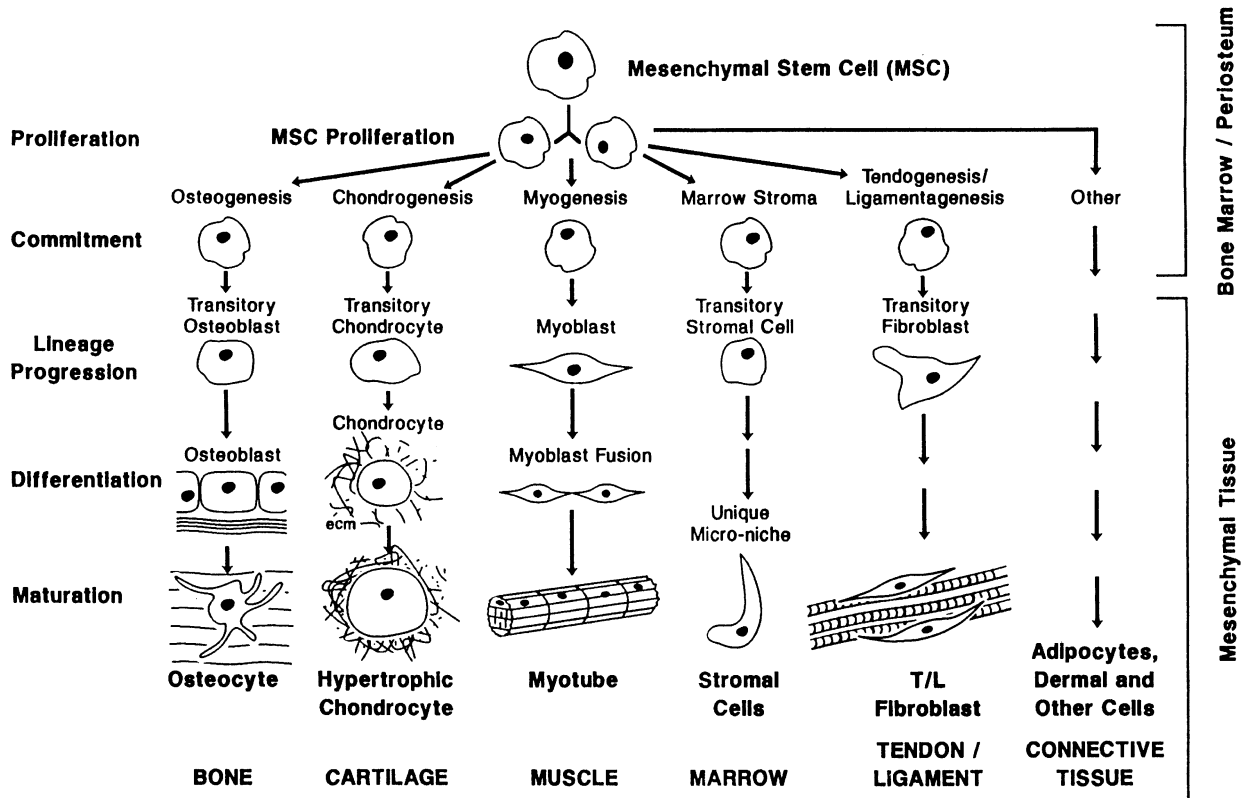 Mesenchymal Stem Cell (MSC)
Proliferation
MSC Proliferation
Osteogenesis
Chondrogenesis
Myogenesis
Marrow Stroma
Tendogenesis/
Ligamentagenesis
Other
Commitment
Transitory
Osteoblast
Transitory
Chondrocyte
Myoblast
Transitory
Stromal Cell
Transitory
Fibroblast
Lineage
Progression
Chondrocyte
Osteoblast
Myoblast Fusion
Differentiation
ecm
Unique
Micro-niche
Maturation
Osteocyte
Hypertrophic
Chondrocyte
Myotube
Stromal
Cells
T/L
Fibroblast
Adipocytes,
Dermal and
Other Cells
BONE
CARTILAGE
MUSCLE
MARROW
TENDON /
LIGAMENT
CONNECTIVE
TISSUE
Bone Marrow / Periosteum
Mesenchymal Tissue